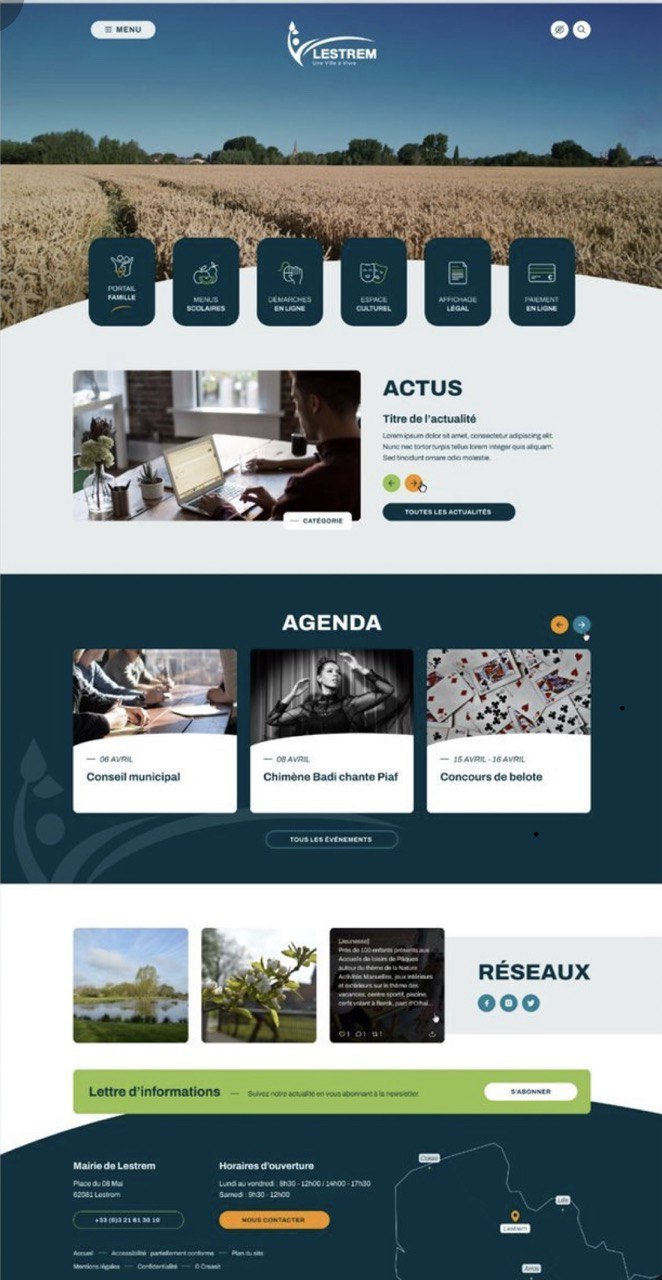 MENU
LESTREM
Une Ville à Vivre
PORTAIL
FAMILLE
MENUS
SCOLAIRES
DÉMARCHES
EN LIGNE
ESPACE
CULTUREL
AFFICHAGE
LÉGAL
PAIEMENT
EN LIGNE
ACTUS
Titre de l'actualité
Lorem ipsum dolor sit amet, consectetur adipiscing elit.
Nunc nec tortor turpis tellus lorem integer quis aliquam.
Sed tincidunt ornare odio molestie.
— CATÉGORIE
TOUTES LES ACTUALITÉS
AGENDA
— 06 AVRIL
Conseil municipal
— 08 AVRIL
Chimène Badi chante Piaf
— 15 AVRIL - 16 AVRIL
Concours de belote
TOUS LES ÉVÉNEMENTS
[Jeunesse]
Près de 100 enfants présents aux
Accueils de loisirs de Pâques
autour du thème de la Nature
Activités Manuelles, jeux intérieurs
et extérieurs sur le thème des
vacances, centre sportif, piscine,
cerfs volant à Berck, parc d'Olhai...
RÉSEAUX
Lettre d'informations — Suivez notre actualité en vous abonnant à la newsletter.
S'ABONNER
Mairie de Lestrem
Place du 08 Mai
62081 Lestrem
+33 (0)3 21 61 30 10
Horaires d'ouverture
Lundi au vendredi : 8h30 - 12h00 / 14h00 - 17h30
Samedi : 9h30 - 12h00
NOUS CONTACTER
Calais
Lille
Lestrem
Arras
Accueil — Accessibilité : partiellement conforme — Plan du site
Mentions légales — Confidentialité — © Creasit